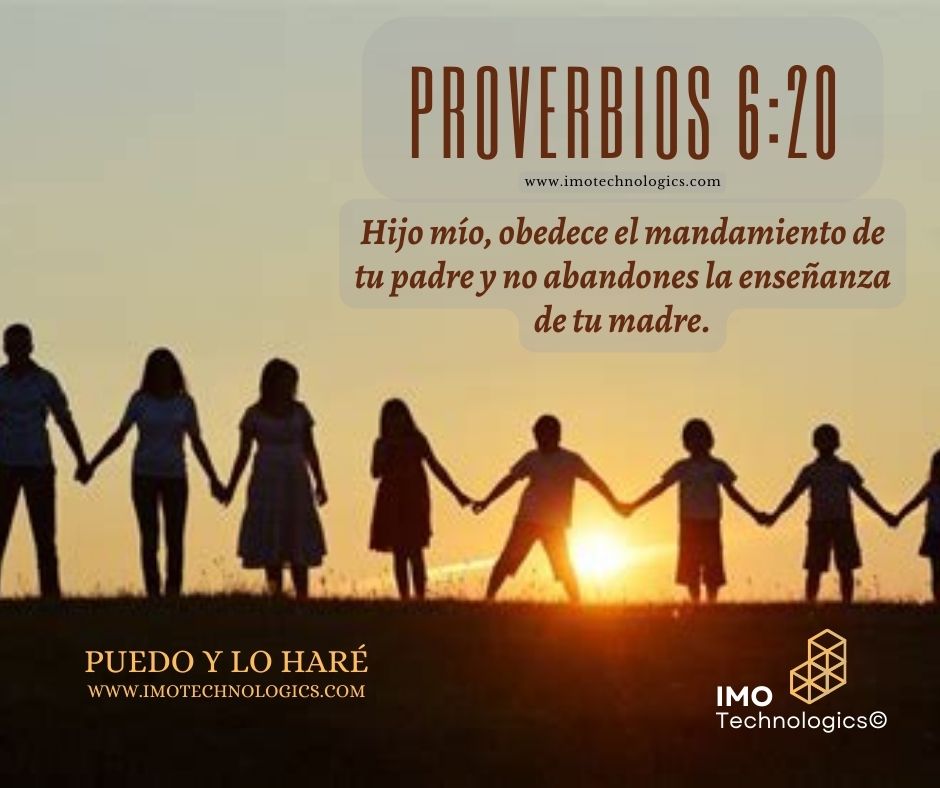 PROVERBIOS 6:20
www.imotechnologics.com
Hijo mío, obedece el mandamiento de
tu padre y no abandones la enseñanza
de tu madre.
PUEDO Y LO HARÉ
WWW.IMOTECHNOLOGICS.COM
IMO
Technologics©